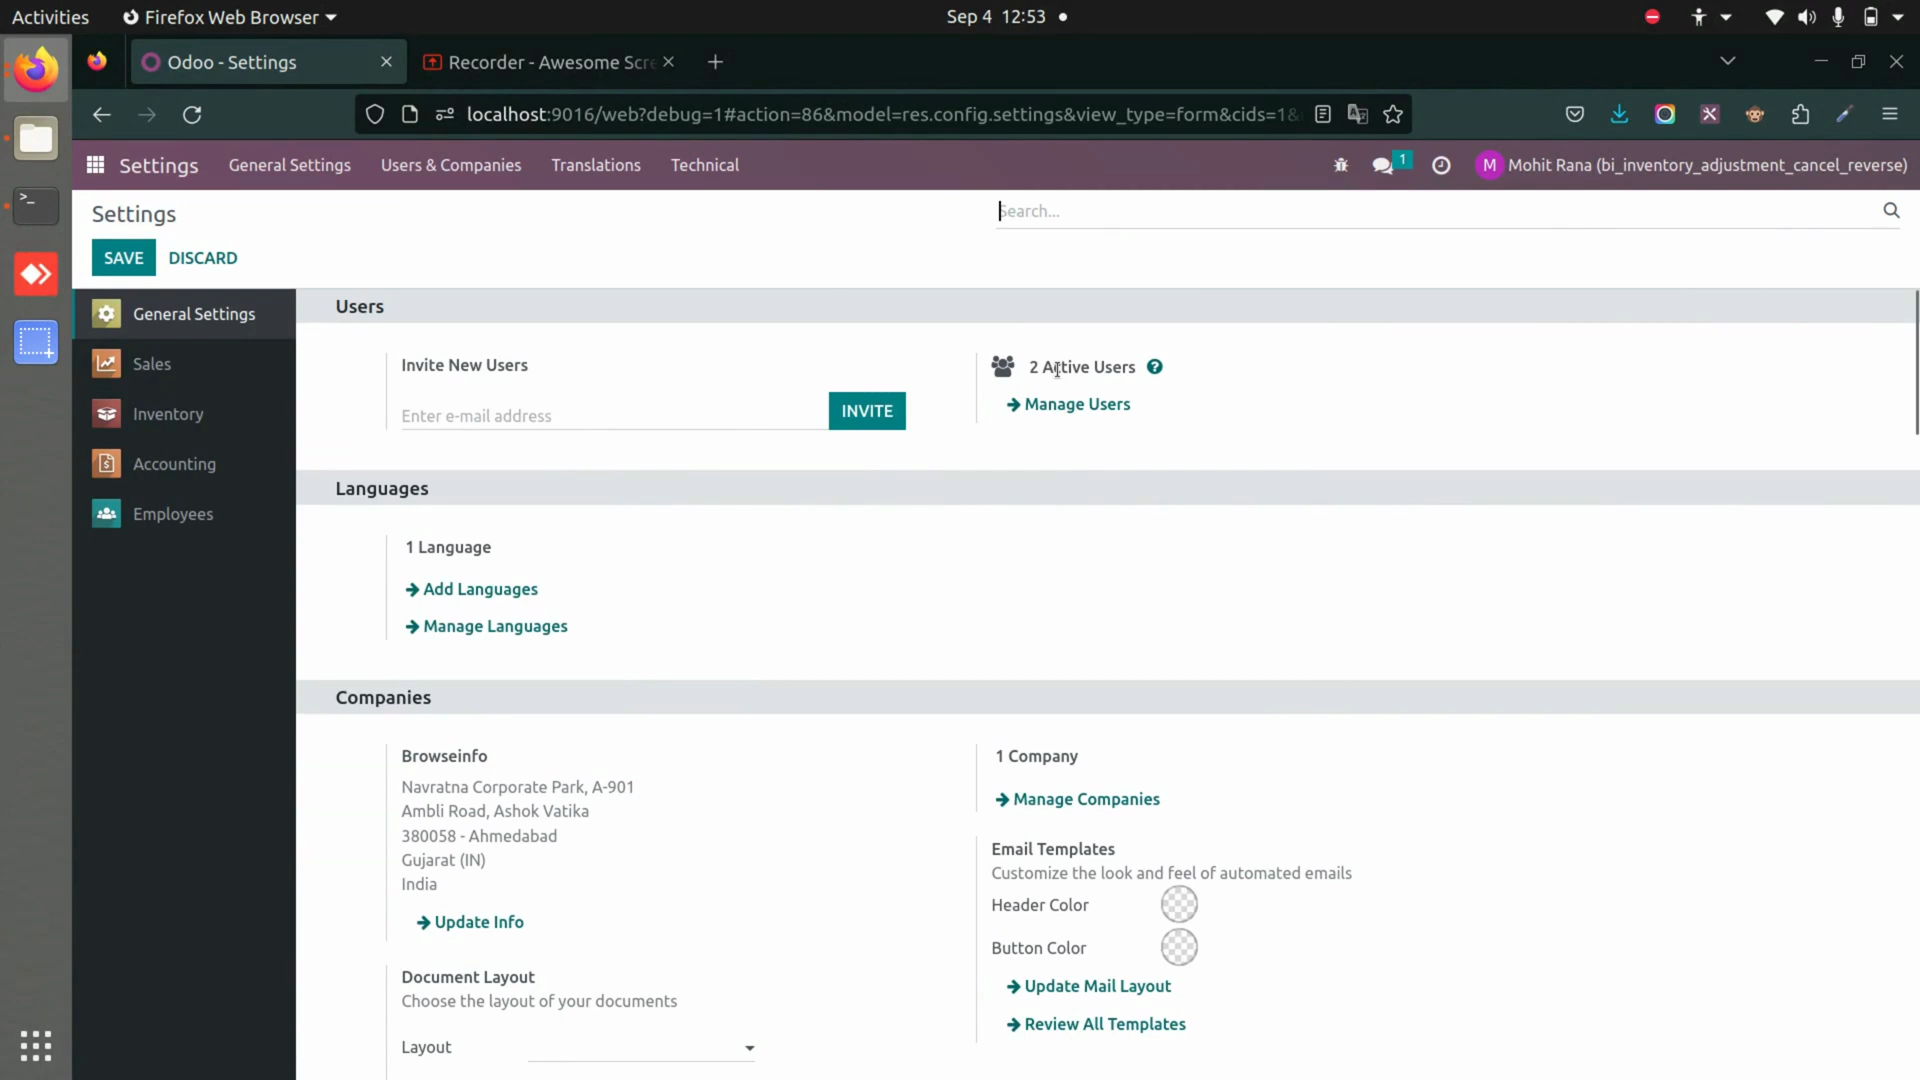 Activities Firefox Web Browser Sep 4 12:53
Odoo - Settings Recorder - Awesome Scre
localhost:9016/web?debug=1#action=86&model=res.config.settings&view_type=form&cids=1&
Settings General Settings Users & Companies Translations Technical 1 M Mohit Rana (bi_inventory_adjustment_cancel_reverse)
Settings Search...
SAVE DISCARD
General Settings
Sales
Inventory
Accounting
Employees
Users
Invite New Users 2 Active Users ?
Enter e-mail address INVITE Manage Users
Languages
1 Language
Add Languages
Manage Languages
Companies
Browseinfo 1 Company
Navratna Corporate Park, A-901 Manage Companies
Ambli Road, Ashok Vatika
380058 - Ahmedabad Email Templates
Gujarat (IN) Customize the look and feel of automated emails
India Header Color
Update Info Button Color
Document Layout Update Mail Layout
Choose the layout of your documents Review All Templates
Layout